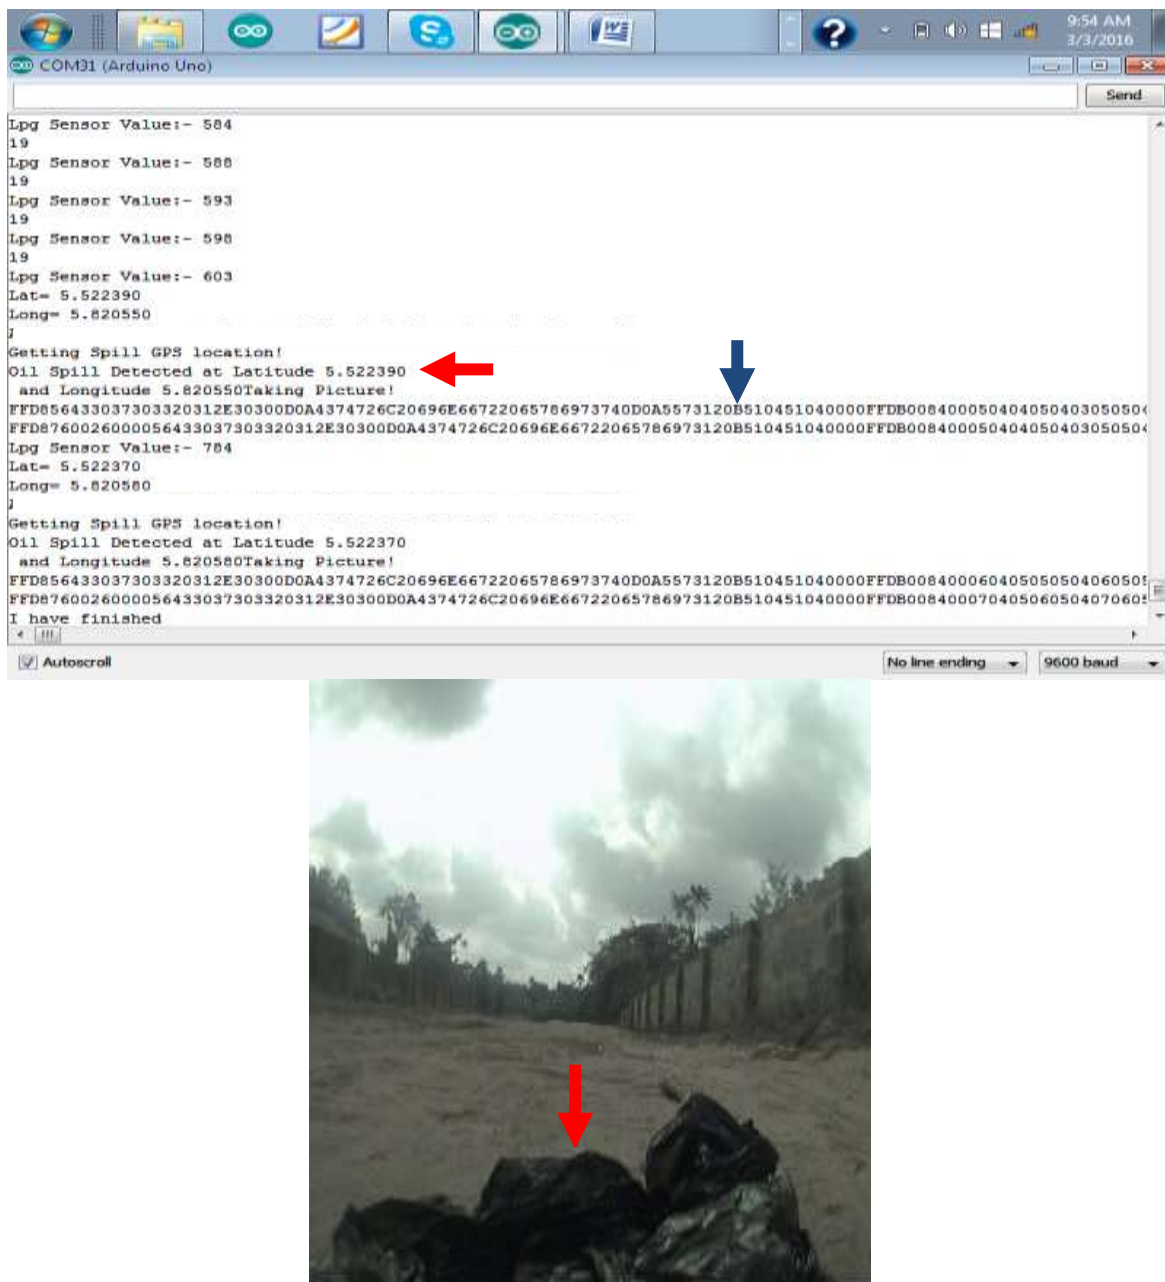 9:54 AM
3/3/2016
COM31 (Arduino Uno)
Send
Lpg Sensor Value:- 584
19
Lpg Sensor Value:- 588
19
Lpg Sensor Value:- 593
19
Lpg Sensor Value:- 598
19
Lpg Sensor Value:- 603
Lat= 5.522390
Long= 5.820550
Getting Spill GPS location!
Oil Spill Detected at Latitude 5.522390
and Longitude 5.820550Taking Picture!
FFD856433037303320312E30300D0A4374726C20696E66722065786973740D0A5573120B510451040000FFDB008400050404050403050504
FFD876002600005643303730332 0312E30300D0A4374726C20696E66722065786973740D0A5573120B510451040000FFDB008400050404050403050504
Lpg Sensor Value:- 784
Lat= 5.522370
Long= 5.820580
Getting Spill GPS location!
Oil Spill Detected at Latitude 5.522370
and Longitude 5.820580Taking Picture!
I have finished
Autoscroll
No line ending
9600 baud